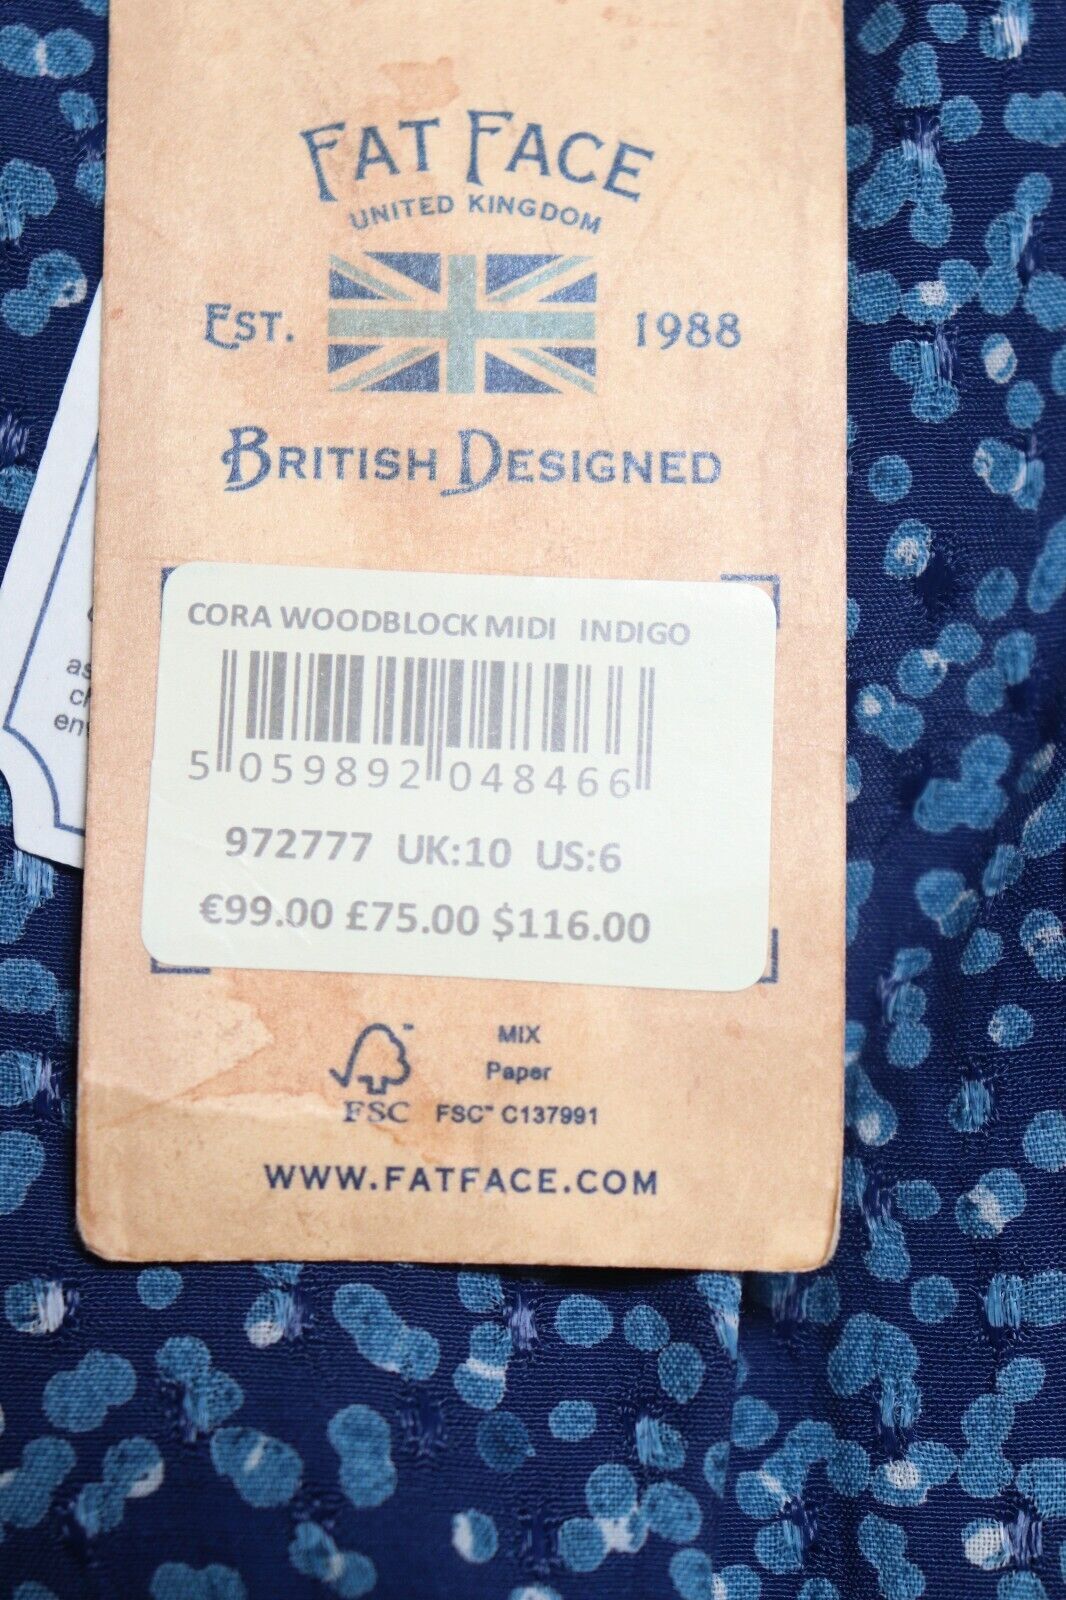 FAT FACE
UNITED KINGDOM
EST. 1988
BRITISH DESIGNED
CORA WOODBLOCK MIDI INDIGO
5 059892 048466
972777 UK:10 US:6
€99.00 £75.00 $116.00
MIX
Paper
FSC™ FSC™ C137991
WWW.FATFACE.COM